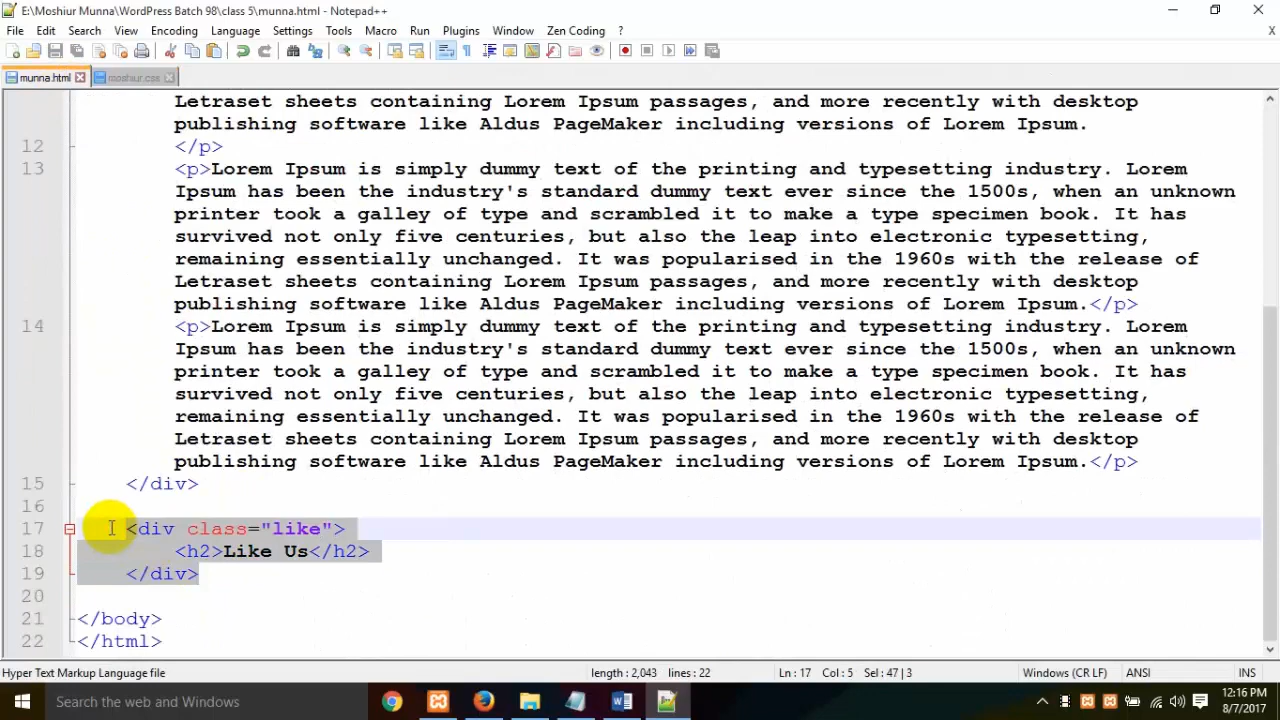 E:\Moshiur Munna\WordPress Batch 98\class 5\munna.html - Notepad++
File Edit Search View Encoding Language Settings Tools Macro Run Plugins Window Zen Coding ? X
munna.html moshiur.css
Letraset sheets containing Lorem Ipsum passages, and more recently with desktop
publishing software like Aldus PageMaker including versions of Lorem Ipsum.
12 </p>
13 <p>Lorem Ipsum is simply dummy text of the printing and typesetting industry. Lorem
Ipsum has been the industry's standard dummy text ever since the 1500s, when an unknown
printer took a galley of type and scrambled it to make a type specimen book. It has
survived not only five centuries, but also the leap into electronic typesetting,
remaining essentially unchanged. It was popularised in the 1960s with the release of
Letraset sheets containing Lorem Ipsum passages, and more recently with desktop
publishing software like Aldus PageMaker including versions of Lorem Ipsum.</p>
14 <p>Lorem Ipsum is simply dummy text of the printing and typesetting industry. Lorem
Ipsum has been the industry's standard dummy text ever since the 1500s, when an unknown
printer took a galley of type and scrambled it to make a type specimen book. It has
survived not only five centuries, but also the leap into electronic typesetting,
remaining essentially unchanged. It was popularised in the 1960s with the release of
Letraset sheets containing Lorem Ipsum passages, and more recently with desktop
publishing software like Aldus PageMaker including versions of Lorem Ipsum.</p>
15 </div>
16
17 <div class="like">
18 <h2>Like Us</h2>
19 </div>
20
21 </body>
22 </html>
Hyper Text Markup Language file length : 2,043 lines : 22 Ln : 17 Col : 5 Sel : 47 | 3 Windows (CR LF) ANSI INS
Search the web and Windows 12:16 PM
8/7/2017